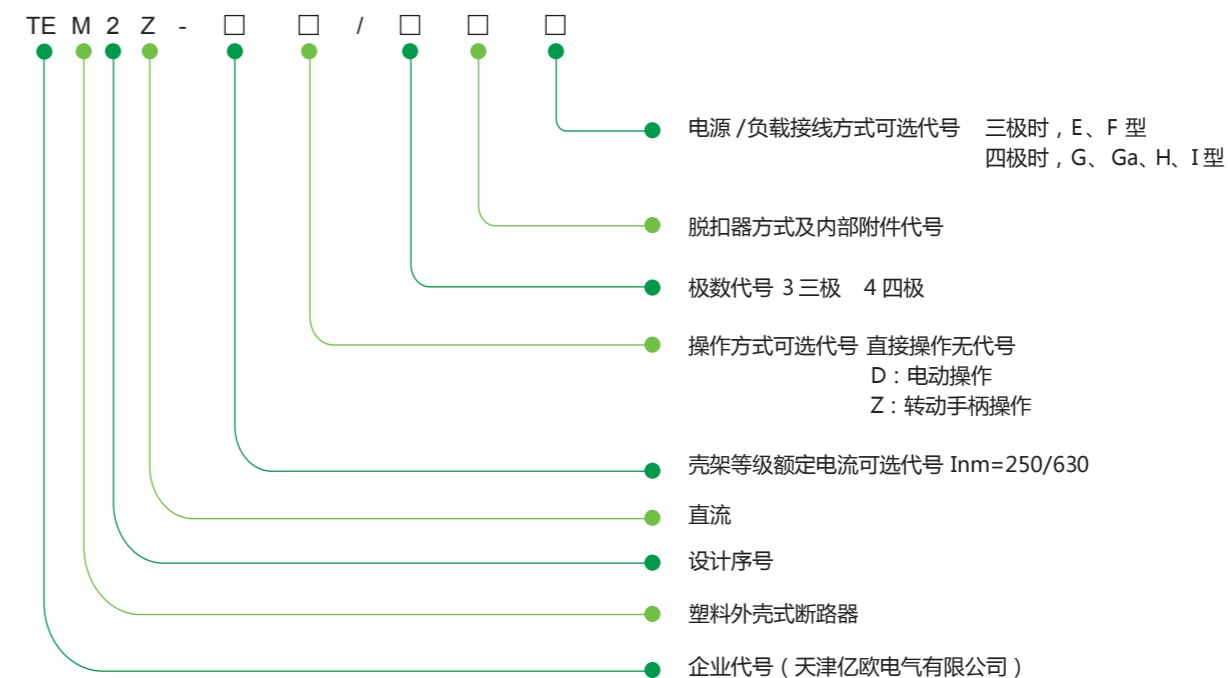 TE M 2 Z - □ □ / □ □ □
电源 /负载接线方式可选代号 三极时，E、F 型
四极时，G、Ga、H、I 型
脱扣器方式及内部附件代号
极数代号 3 三极 4 四极
操作方式可选代号 直接操作无代号
D：电动操作
Z：转动手柄操作
壳架等级额定电流可选代号 Inm=250/630
直流
设计序号
塑料外壳式断路器
企业代号（天津亿欧电气有限公司）